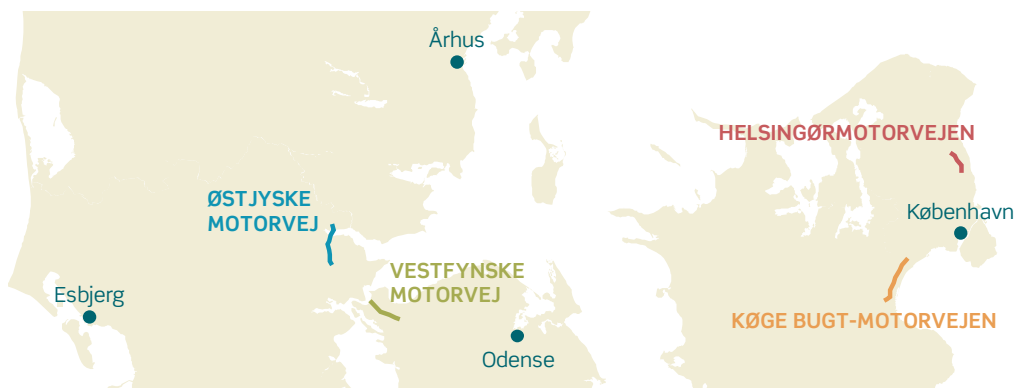 Århus
HELSINGØRMOTORVEJEN
ØSTJYSKE
MOTORVEJ
København
VESTFYNSKE
MOTORVEJ
Esbjerg
KØGE BUGT-MOTORVEJEN
Odense